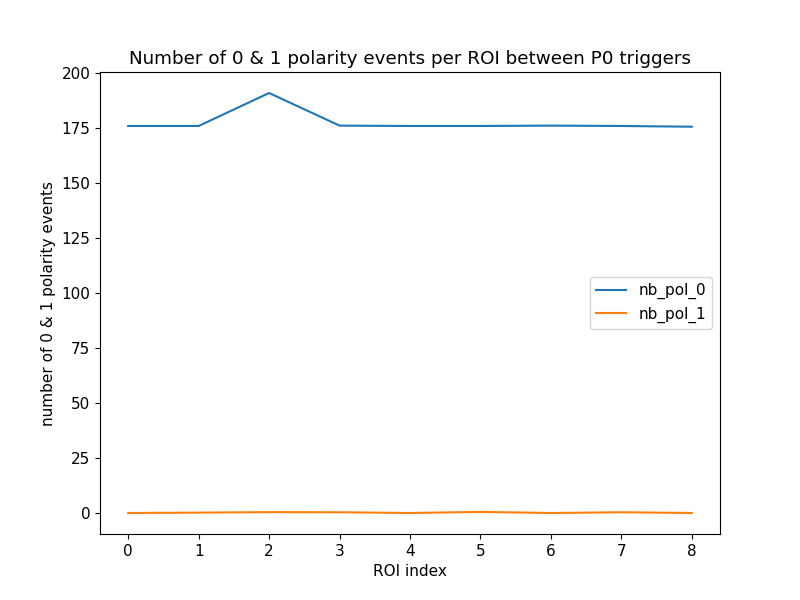 Number of 0 & 1 polarity events per ROI between P0 triggers
200
175
150
125
100
75
50
25
0
number of 0 & 1 polarity events
nb_pol_0
nb_pol_1
0 1 2 3 4 5 6 7 8
ROI index